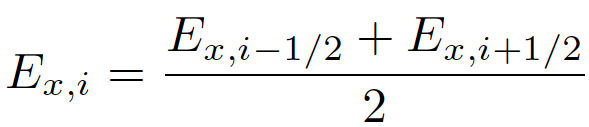 E_{x,i} = \frac{E_{x,i-1/2} + E_{x,i+1/2}}{2}